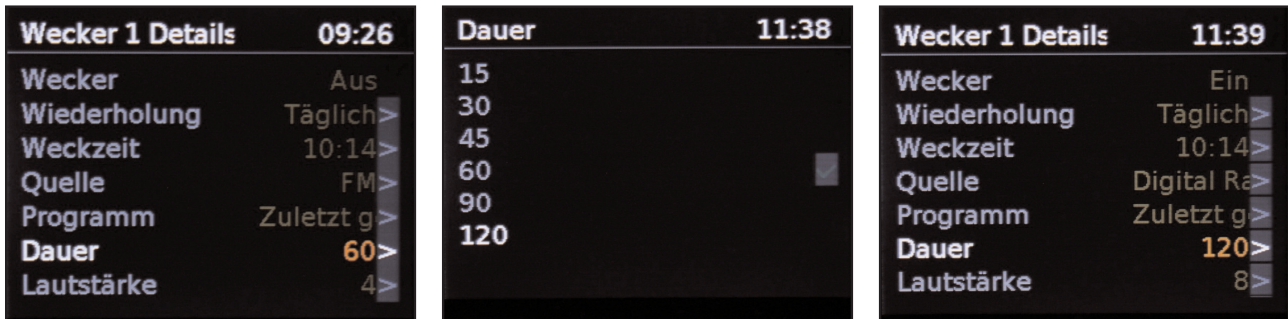 Wecker 1 Details 09:26
Wecker Aus
Wiederholung Täglich >
Weckzeit 10:14 >
Quelle FM >
Programm Zuletzt g >
Dauer 60 >
Lautstärke 4 >
Dauer 11:38
15
30
45
60
90
120
Wecker 1 Details 11:39
Wecker Ein
Wiederholung Täglich >
Weckzeit 10:14 >
Quelle Digital Ra >
Programm Zuletzt g >
Dauer 120 >
Lautstärke 8 >